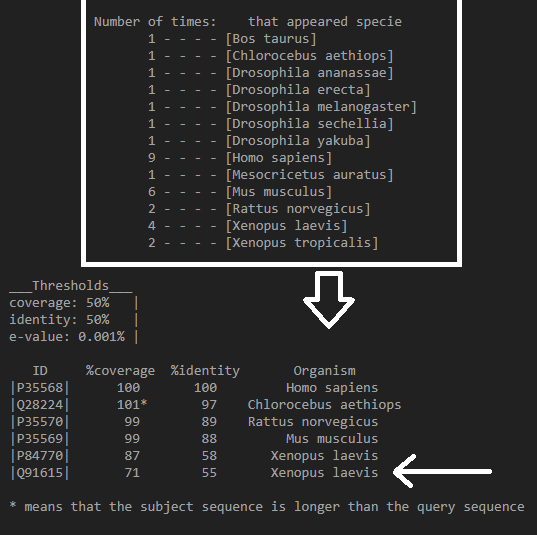 Number of times:    that appeared specie
1 - - - - [Bos taurus]
1 - - - - [Chlorocebus aethiops]
1 - - - - [Drosophila ananassae]
1 - - - - [Drosophila erecta]
1 - - - - [Drosophila melanogaster]
1 - - - - [Drosophila sechellia]
1 - - - - [Drosophila yakuba]
9 - - - - [Homo sapiens]
1 - - - - [Mesocricetus auratus]
6 - - - - [Mus musculus]
2 - - - - [Rattus norvegicus]
4 - - - - [Xenopus laevis]
2 - - - - [Xenopus tropicalis]
___Thresholds___
coverage: 50%   |
identity: 50%   |
e-value: 0.001% |
ID     %coverage  %identity       Organism
|P35568|      100       100         Homo sapiens
|Q28224|      101*      97    Chlorocebus aethiops
|P35570|      99        89    Rattus norvegicus
|P35569|      99        88         Mus musculus
|P84770|      87        58       Xenopus laevis
|Q91615|      71        55       Xenopus laevis
* means that the subject sequence is longer than the query sequence